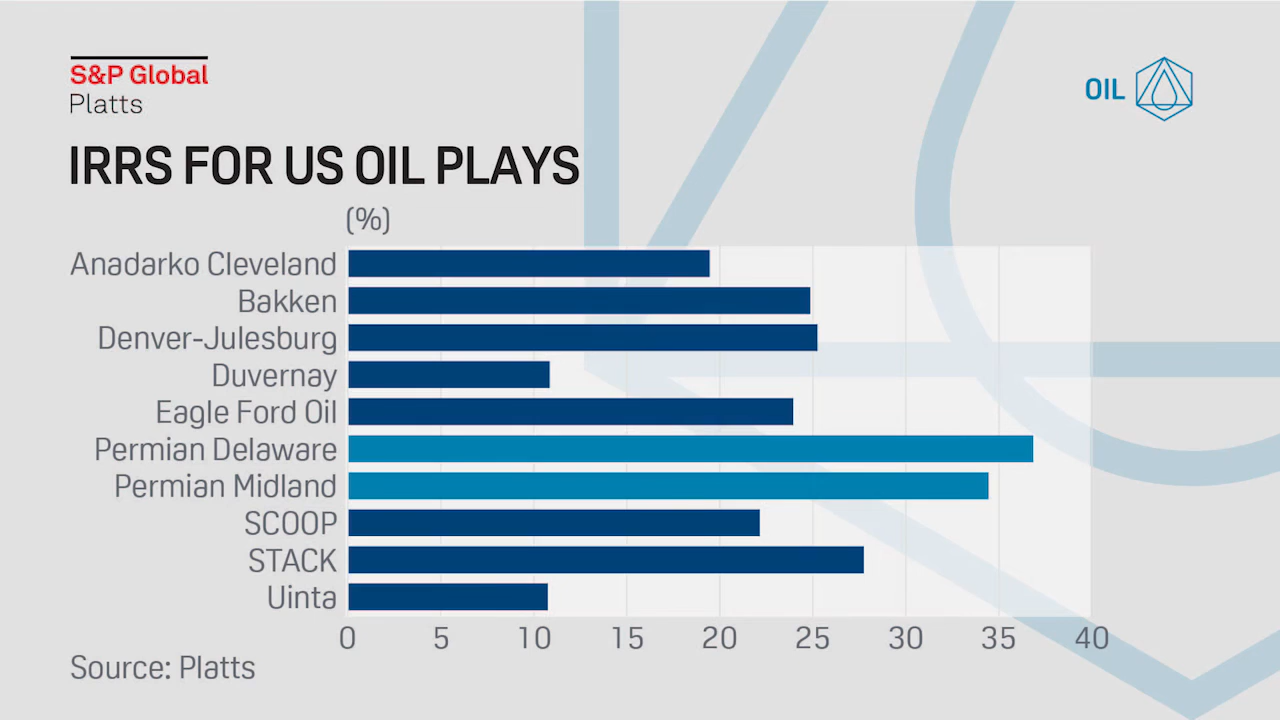 S&P Global
Platts
OIL
IRRS FOR US OIL PLAYS
(%)
Anadarko Cleveland
Bakken
Denver-Julesburg
Duvernay
Eagle Ford Oil
Permian Delaware
Permian Midland
SCOOP
STACK
Uinta
0 5 10 15 20 25 30 35 40
Source: Platts